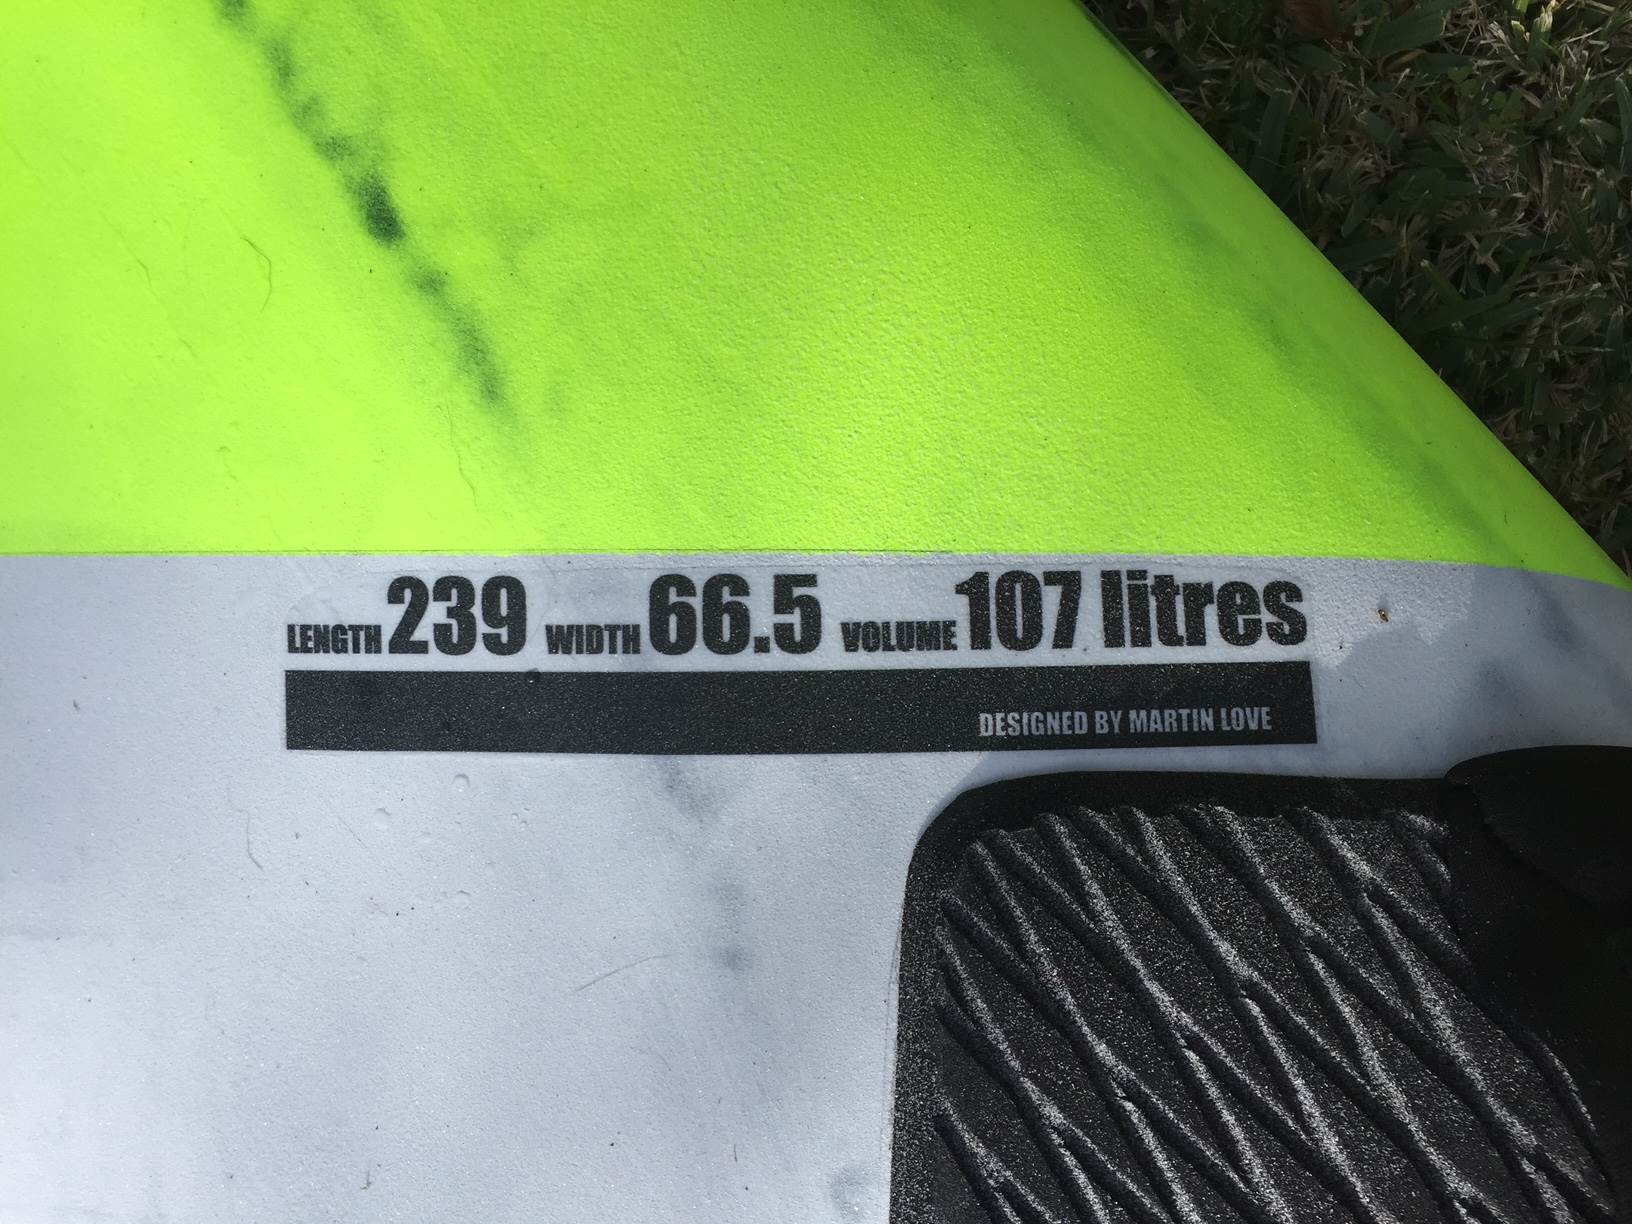 LENGTH 239 WIDTH 66.5 VOLUME 107 litres
DESIGNED BY MARTIN LOVE